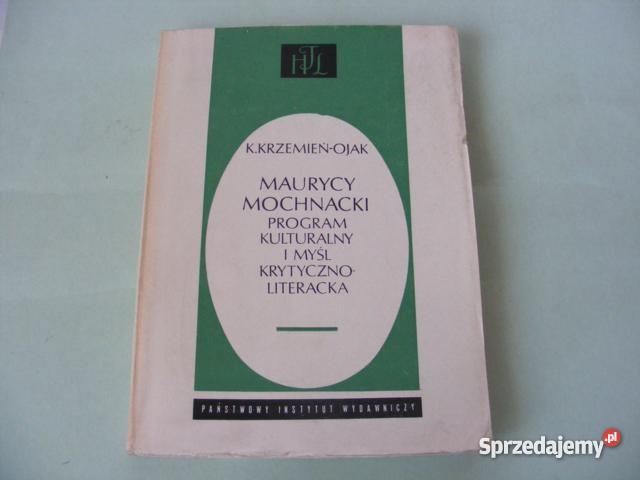 HTL
K.KRZEMIEŃ-OJAK
MAURYCY
MOCHNACKI
PROGRAM
KULTURALNY
I MYŚL
KRYTYCZNO-
LITERACKA
PAŃSTWOWY INSTYTUT WYDAWNICZY
Sprzedajemy.pl